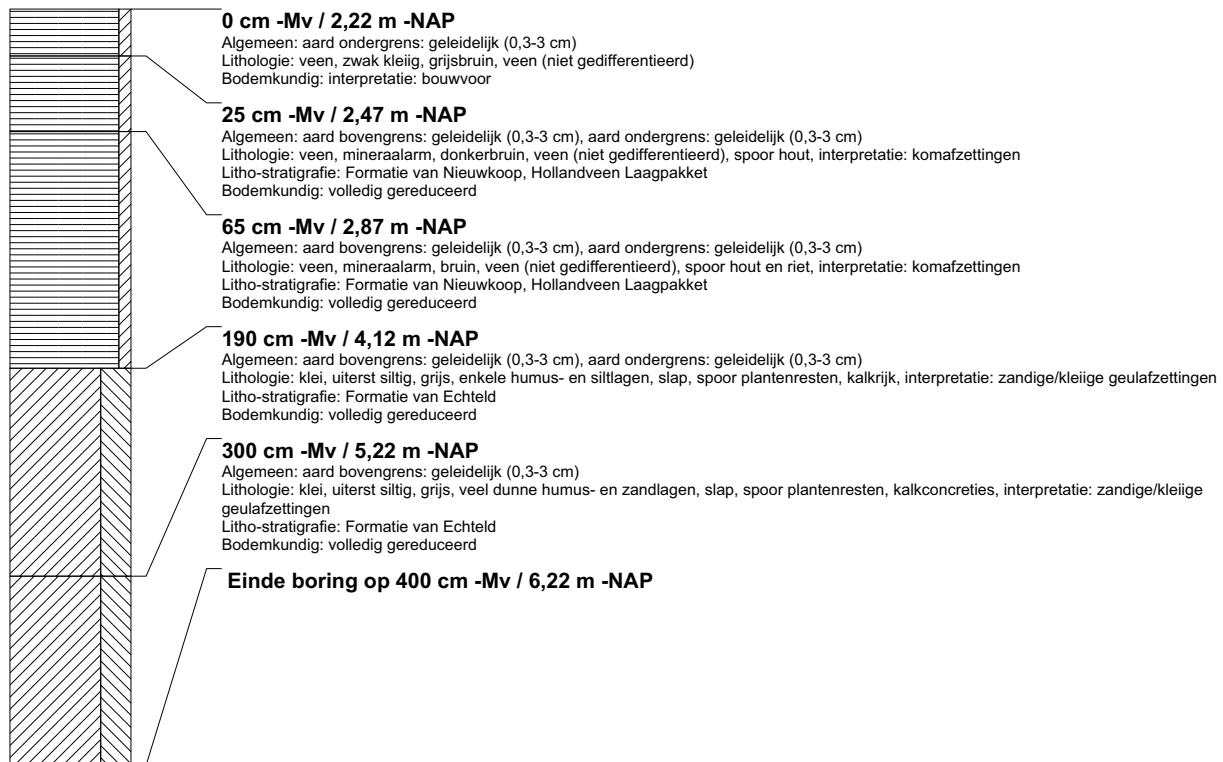 0 cm -Mv / 2,22 m -NAP
Algemeen: aard ondergrens: geleidelijk (0,3-3 cm)
Lithologie: veen, zwak kleiig, grijsbruin, veen (niet gedifferentieerd)
Bodemkundig: interpretatie: bouwvoor
25 cm -Mv / 2,47 m -NAP
Algemeen: aard bovengrens: geleidelijk (0,3-3 cm), aard ondergrens: geleidelijk (0,3-3 cm)
Lithologie: veen, mineraalarm, donkerbruin, veen (niet gedifferentieerd), spoor hout, interpretatie: komafzettingen
Litho-stratigrafie: Formatie van Nieuwkoop, Hollandveen Laagpakket
Bodemkundig: volledig gereduceerd
65 cm -Mv / 2,87 m -NAP
Algemeen: aard bovengrens: geleidelijk (0,3-3 cm), aard ondergrens: geleidelijk (0,3-3 cm)
Lithologie: veen, mineraalarm, bruin, veen (niet gedifferentieerd), spoor hout en riet, interpretatie: komafzettingen
Litho-stratigrafie: Formatie van Nieuwkoop, Hollandveen Laagpakket
Bodemkundig: volledig gereduceerd
190 cm -Mv / 4,12 m -NAP
Algemeen: aard bovengrens: geleidelijk (0,3-3 cm), aard ondergrens: geleidelijk (0,3-3 cm)
Lithologie: klei, uiterst siltig, grijs, enkele humus- en siltlagen, slap, spoor plantenresten, kalkrijk, interpretatie: zandige/kleiige geulafzettingen
Litho-stratigrafie: Formatie van Echteld
Bodemkundig: volledig gereduceerd
300 cm -Mv / 5,22 m -NAP
Algemeen: aard bovengrens: geleidelijk (0,3-3 cm)
Lithologie: klei, uiterst siltig, grijs, veel dunne humus- en zandlagen, slap, spoor plantenresten, kalkconcreties, interpretatie: zandige/kleiige
geulafzettingen
Litho-stratigrafie: Formatie van Echteld
Bodemkundig: volledig gereduceerd
Einde boring op 400 cm -Mv / 6,22 m -NAP